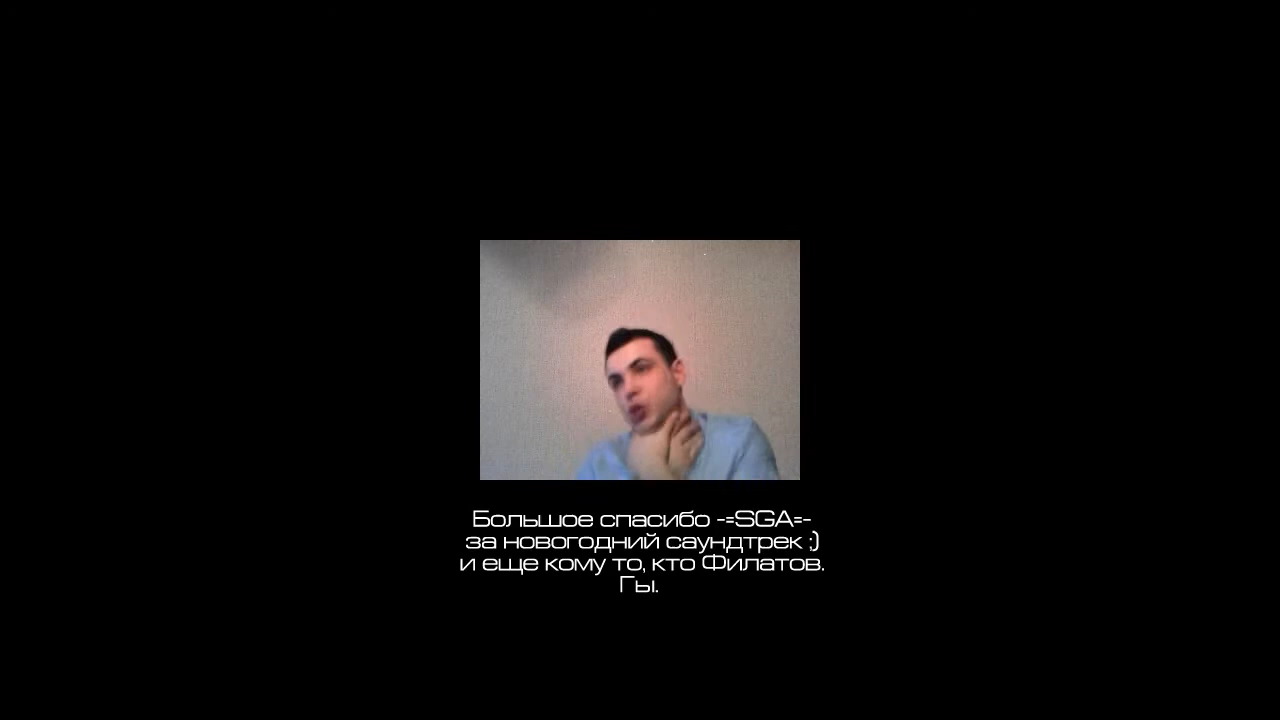 Большое спасибо -=SGA=-
за новогодний саундтрек ;)
и еще кому то, кто Филатов.
Гы.